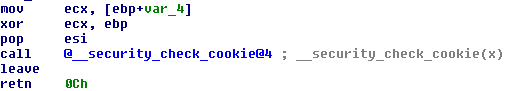 mov ecx, [ebp+var_4]
xor ecx, ebp
pop esi
call @__security_check_cookie@4 ; __security_check_cookie(x)
leave
retn 0Ch